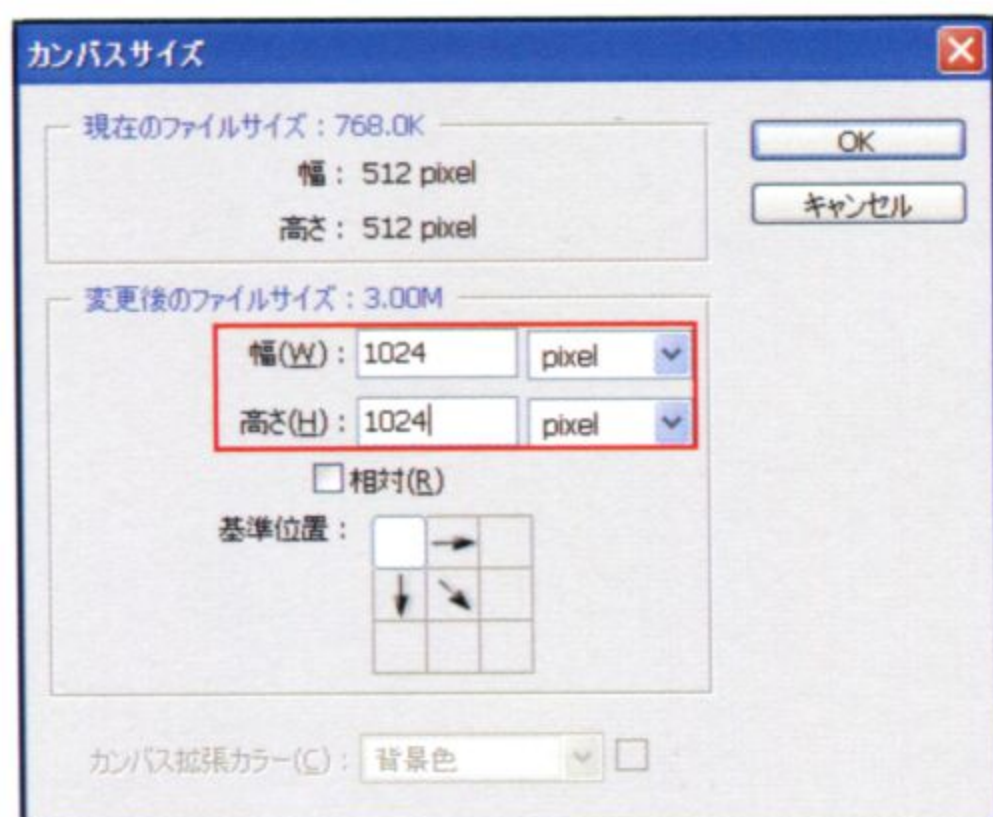 カンバスサイズ
現在のファイルサイズ：768.0K
幅： 512 pixel
高さ： 512 pixel
OK
キャンセル
変更後のファイルサイズ：3.00M
幅(W)： 1024 pixel
高さ(H)： 1024 pixel
相対(R)
基準位置：
カンバス拡張カラー(C)： 背景色